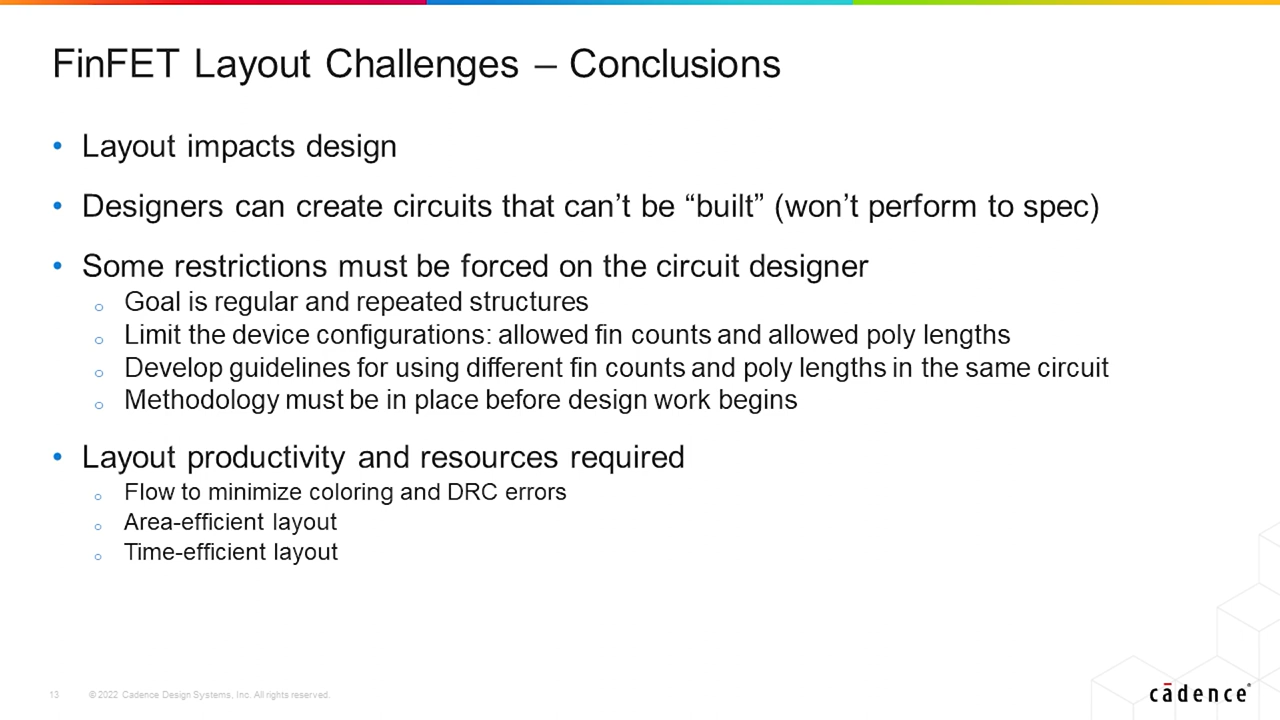 FinFET Layout Challenges – Conclusions
• Layout impacts design
• Designers can create circuits that can’t be “built” (won’t perform to spec)
• Some restrictions must be forced on the circuit designer
o Goal is regular and repeated structures
o Limit the device configurations: allowed fin counts and allowed poly lengths
o Develop guidelines for using different fin counts and poly lengths in the same circuit
o Methodology must be in place before design work begins
• Layout productivity and resources required
o Flow to minimize coloring and DRC errors
o Area-efficient layout
o Time-efficient layout
13 © 2022 Cadence Design Systems, Inc. All rights reserved.
cādence®